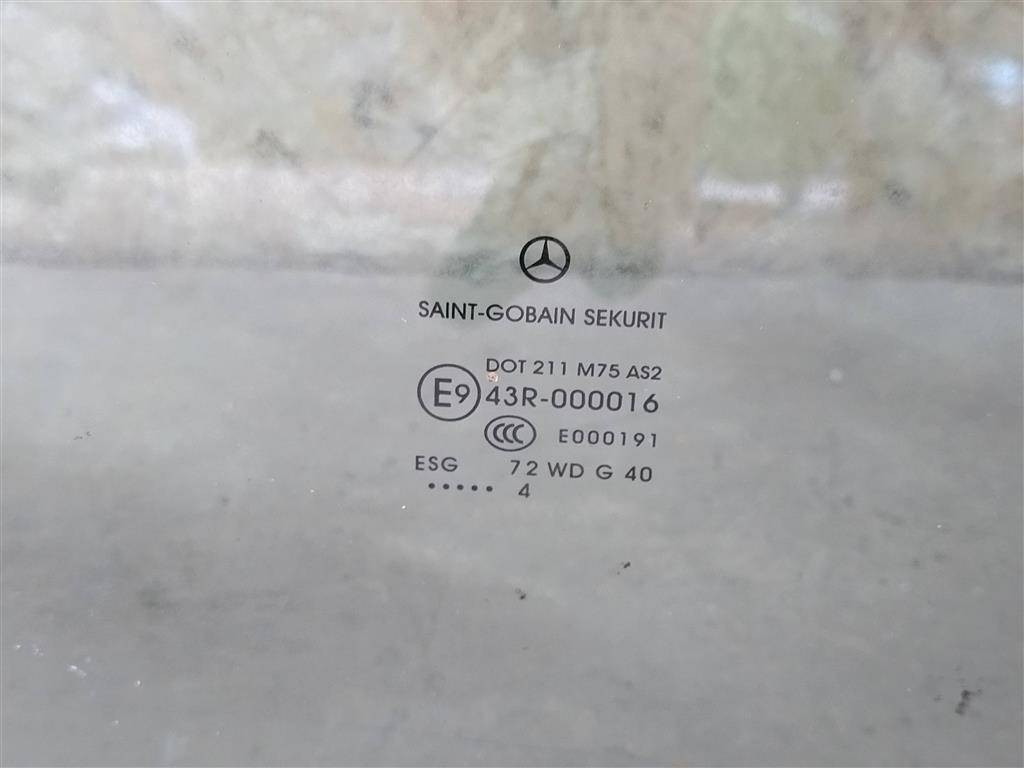 SAINT-GOBAIN SEKURIT
DOT 211 M75 AS2
E9 43R-000016
CCC E000191
ESG 72 WD G 40
••••• 4